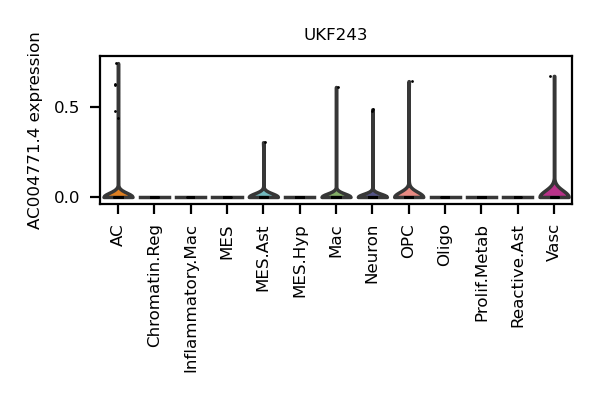 UKF243
AC004771.4 expression
0.5
0.0
AC
Chromatin.Reg
Inflammatory.Mac
MES
MES.Ast
MES.Hyp
Mac
Neuron
OPC
Oligo
Prolif.Metab
Reactive.Ast
Vasc